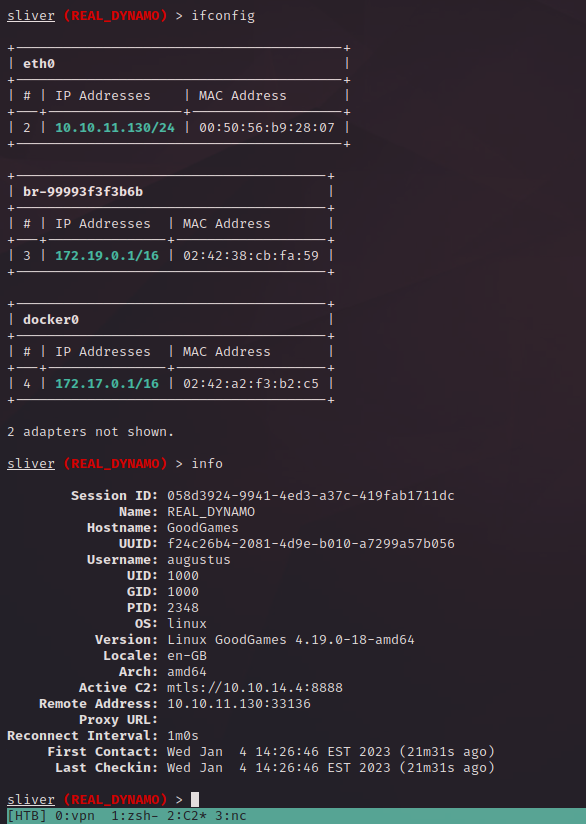 sliver (REAL_DYNAMO) > ifconfig
+—————————————————————————————————————————+
| eth0                                    |
+—————————————————————————————————————————+
| # | IP Addresses    | MAC Address       |
+———+—————————————————+———————————————————+
| 2 | 10.10.11.130/24 | 00:50:56:b9:28:07 |
+—————————————————————————————————————————+
+———————————————————————————————————————+
| br-99993f3f3b6b                       |
+———————————————————————————————————————+
| # | IP Addresses  | MAC Address       |
+———+———————————————+———————————————————+
| 3 | 172.19.0.1/16 | 02:42:38:cb:fa:59 |
+———————————————————————————————————————+
+———————————————————————————————————————+
| docker0                               |
+———————————————————————————————————————+
| # | IP Addresses  | MAC Address       |
+———+———————————————+———————————————————+
| 4 | 172.17.0.1/16 | 02:42:a2:f3:b2:c5 |
+———————————————————————————————————————+
2 adapters not shown.
sliver (REAL_DYNAMO) > info
Session ID: 058d3924-9941-4ed3-a37c-419fab1711dc
Name: REAL_DYNAMO
Hostname: GoodGames
UUID: f24c26b4-2081-4d9e-b010-a7299a57b056
Username: augustus
UID: 1000
GID: 1000
PID: 2348
OS: linux
Version: Linux GoodGames 4.19.0-18-amd64
Locale: en-GB
Arch: amd64
Active C2: mtls://10.10.14.4:8888
Remote Address: 10.10.11.130:33136
Proxy URL:
Reconnect Interval: 1m0s
First Contact: Wed Jan  4 14:26:46 EST 2023 (21m31s ago)
Last Checkin: Wed Jan  4 14:26:46 EST 2023 (21m31s ago)
sliver (REAL_DYNAMO) >
[HTB] 0:vpn  1:zsh- 2:C2* 3:nc